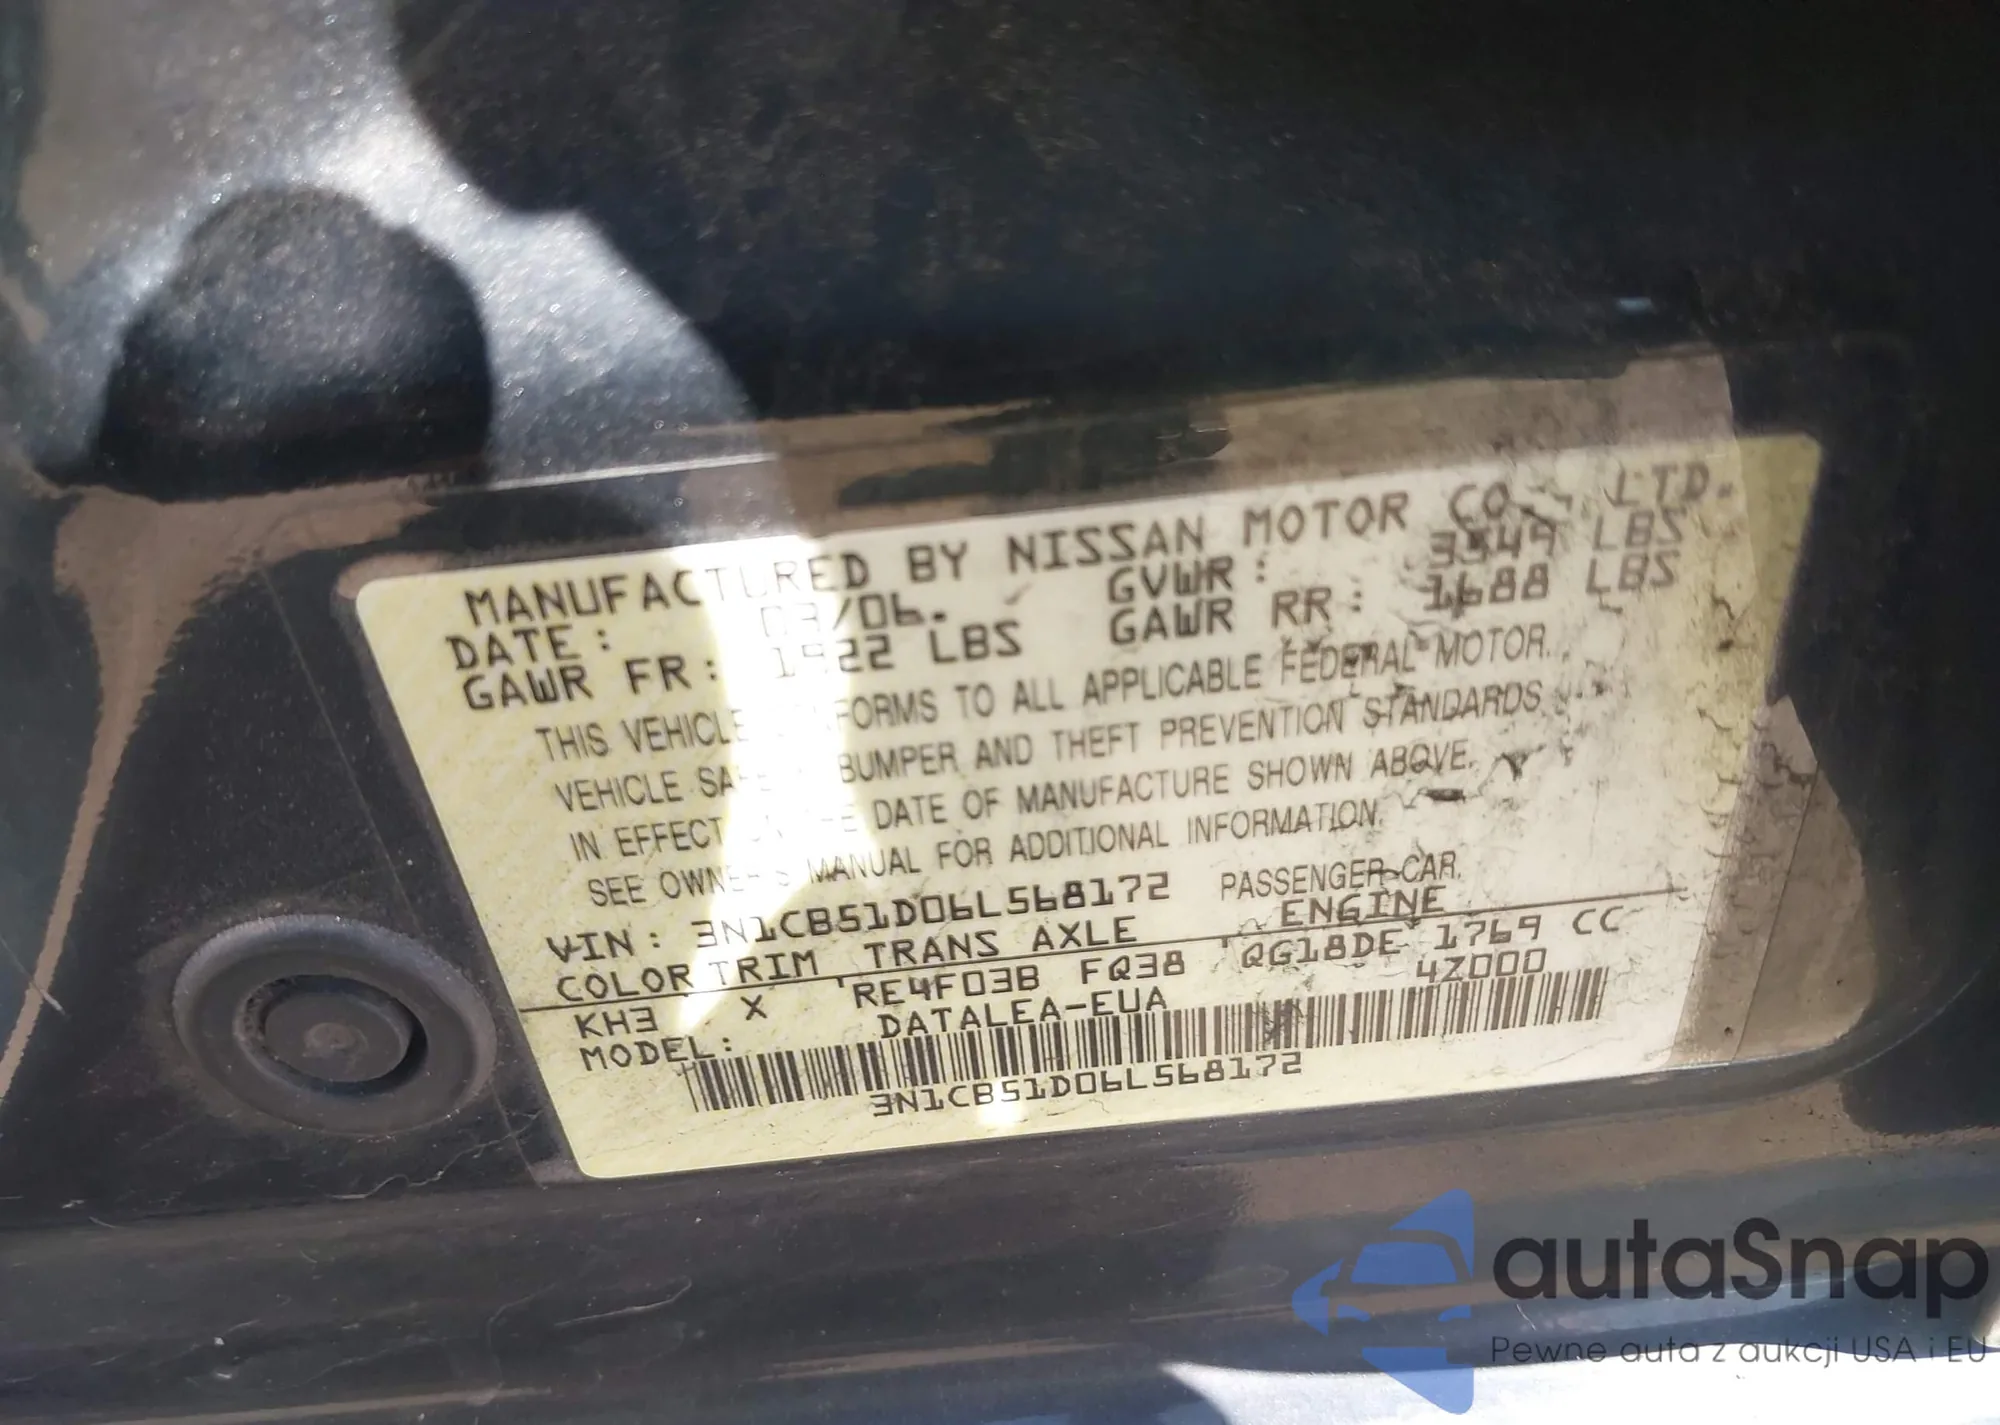 MANUFACTURED BY NISSAN MOTOR CO., LTD.
DATE: 03/06. GVWR: 3549 LBS
GAWR FR: 1922 LBS GAWR RR: 1688 LBS
THIS VEHICLE CONFORMS TO ALL APPLICABLE FEDERAL MOTOR
VEHICLE SAFETY, BUMPER AND THEFT PREVENTION STANDARDS
IN EFFECT ON THE DATE OF MANUFACTURE SHOWN ABOVE.
SEE OWNER'S MANUAL FOR ADDITIONAL INFORMATION.
VIN: 3N1CB51D06L568172 PASSENGER CAR.
COLOR TRIM TRANS AXLE ENGINE
KH3 X RE4F03B FQ38 QG18DE 1769 CC
MODEL: DATALEA-EUA 4Z000
3N1CB51D06L568172
autaSnap
Pewne auta z aukcji USA i EU